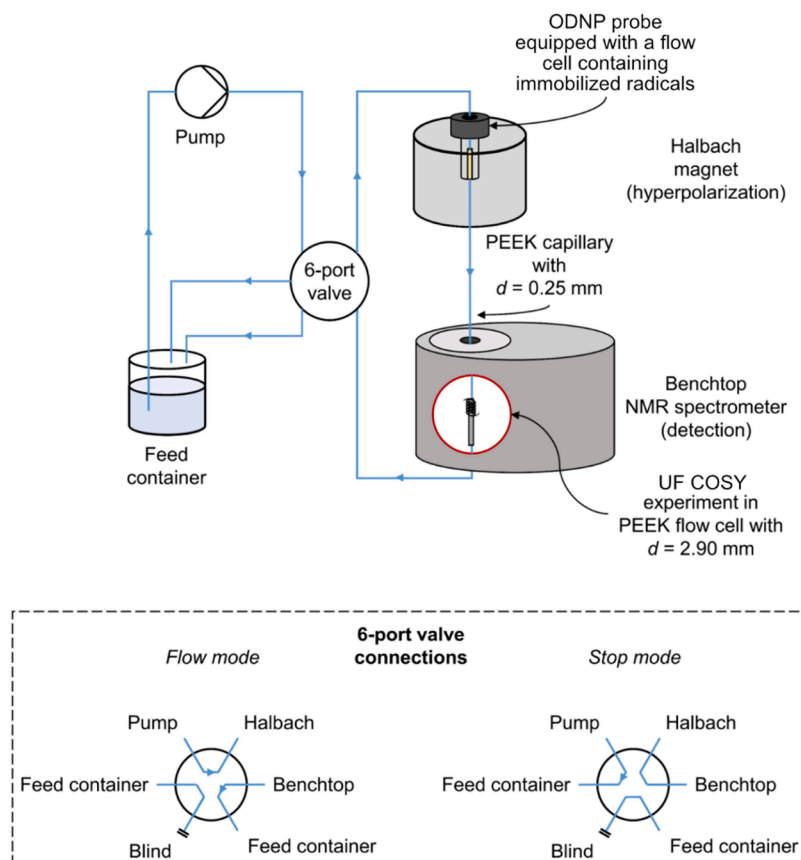 ODNP probe
equipped with a flow
cell containing
immobilized radicals
Pump
Halbach
magnet
(hyperpolarization)
PEEK capillary
with
d = 0.25 mm
6-port
valve
Feed
container
Benchtop
NMR spectrometer
(detection)
UF COSY
experiment in
PEEK flow cell with
d = 2.90 mm
6-port valve
connections
Flow mode
Pump
Halbach
Feed container
Benchtop
Blind
Feed container
Stop mode
Pump
Halbach
Feed container
Benchtop
Blind
Feed container